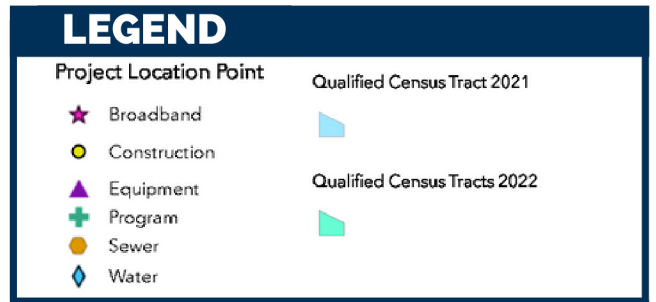 LEGEND
Project Location Point
Broadband
Construction
Equipment
Program
Sewer
Water
Qualified Census Tract 2021
Qualified Census Tracts 2022